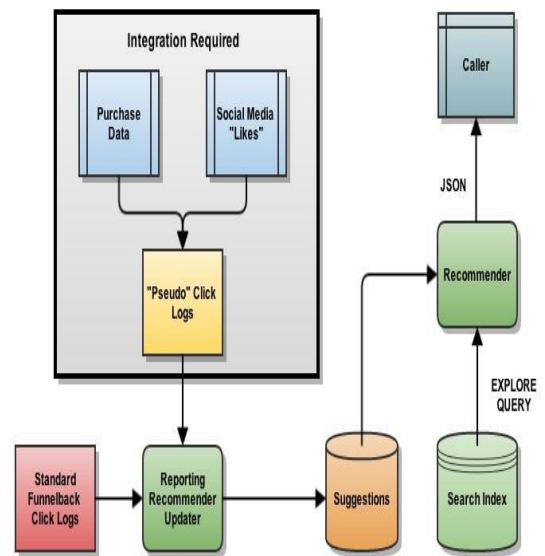 Integration Required
Caller
Purchase
Data
Social Media
"Likes"
JSON
"Pseudo" Click
Logs
Recommender
EXPLORE
QUERY
Standard
Funnelback
Click Logs
Reporting
Recommender
Updater
Suggestions
Search Index